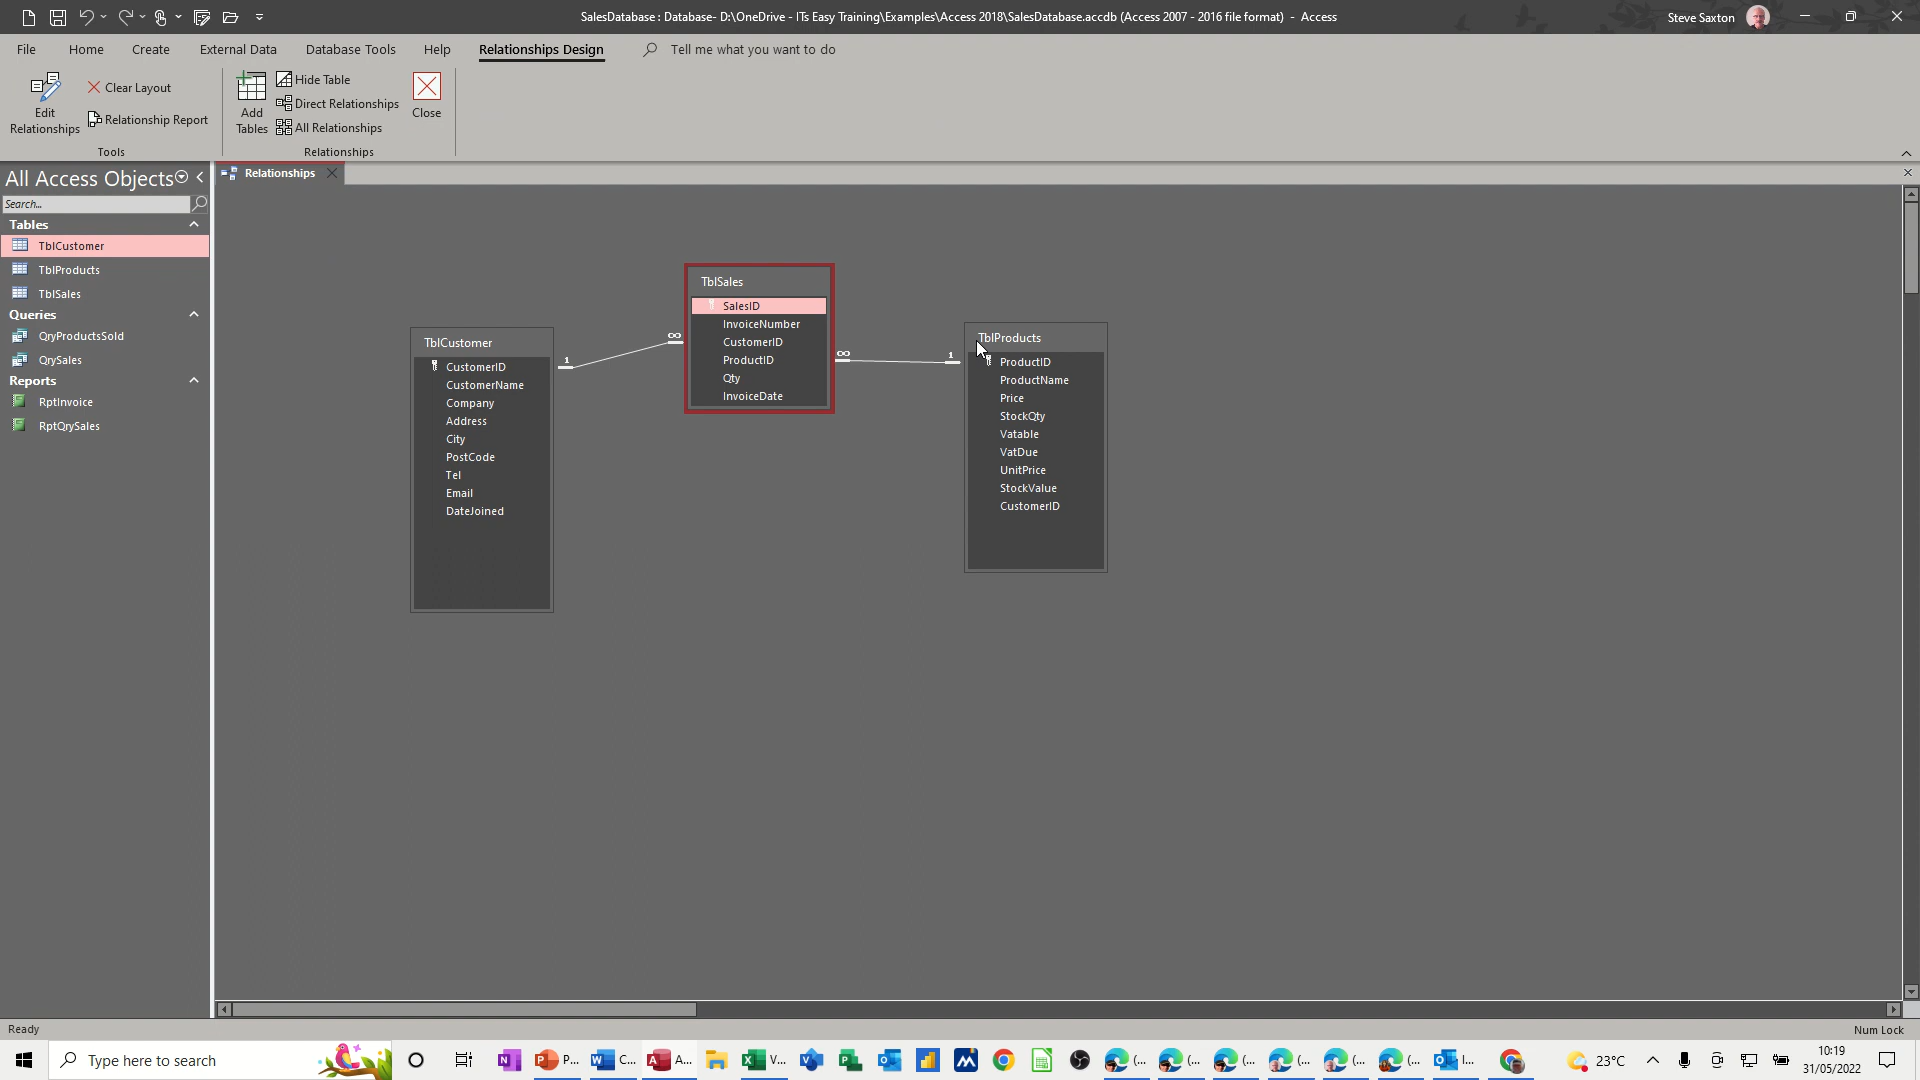 SalesDatabase : Database- D:\OneDrive - ITs Easy Training\Examples\Access 2018\SalesDatabase.accdb (Access 2007 - 2016 file format) - Access
Steve Saxton
File Home Create External Data Database Tools Help Relationships Design Tell me what you want to do
Edit Relationships
Clear Layout
Relationship Report
Tools
Add Tables
Hide Table
Direct Relationships
All Relationships
Close
Relationships
All Access Objects
Search...
Tables
TblCustomer
TblProducts
TblSales
Queries
QryProductsSold
QrySales
Reports
RptInvoice
RptQrySales
Relationships
TblCustomer
CustomerID
CustomerName
Company
Address
City
PostCode
Tel
Email
DateJoined
1
∞
TblSales
SalesID
InvoiceNumber
CustomerID
ProductID
Qty
InvoiceDate
∞
1
TblProducts
ProductID
ProductName
Price
StockQty
Vatable
VatDue
UnitPrice
StockValue
CustomerID
Ready
Num Lock
Type here to search
P...
C...
A...
V...
(...
(...
(...
(...
(...
(...
I...
23°C
10:19
31/05/2022